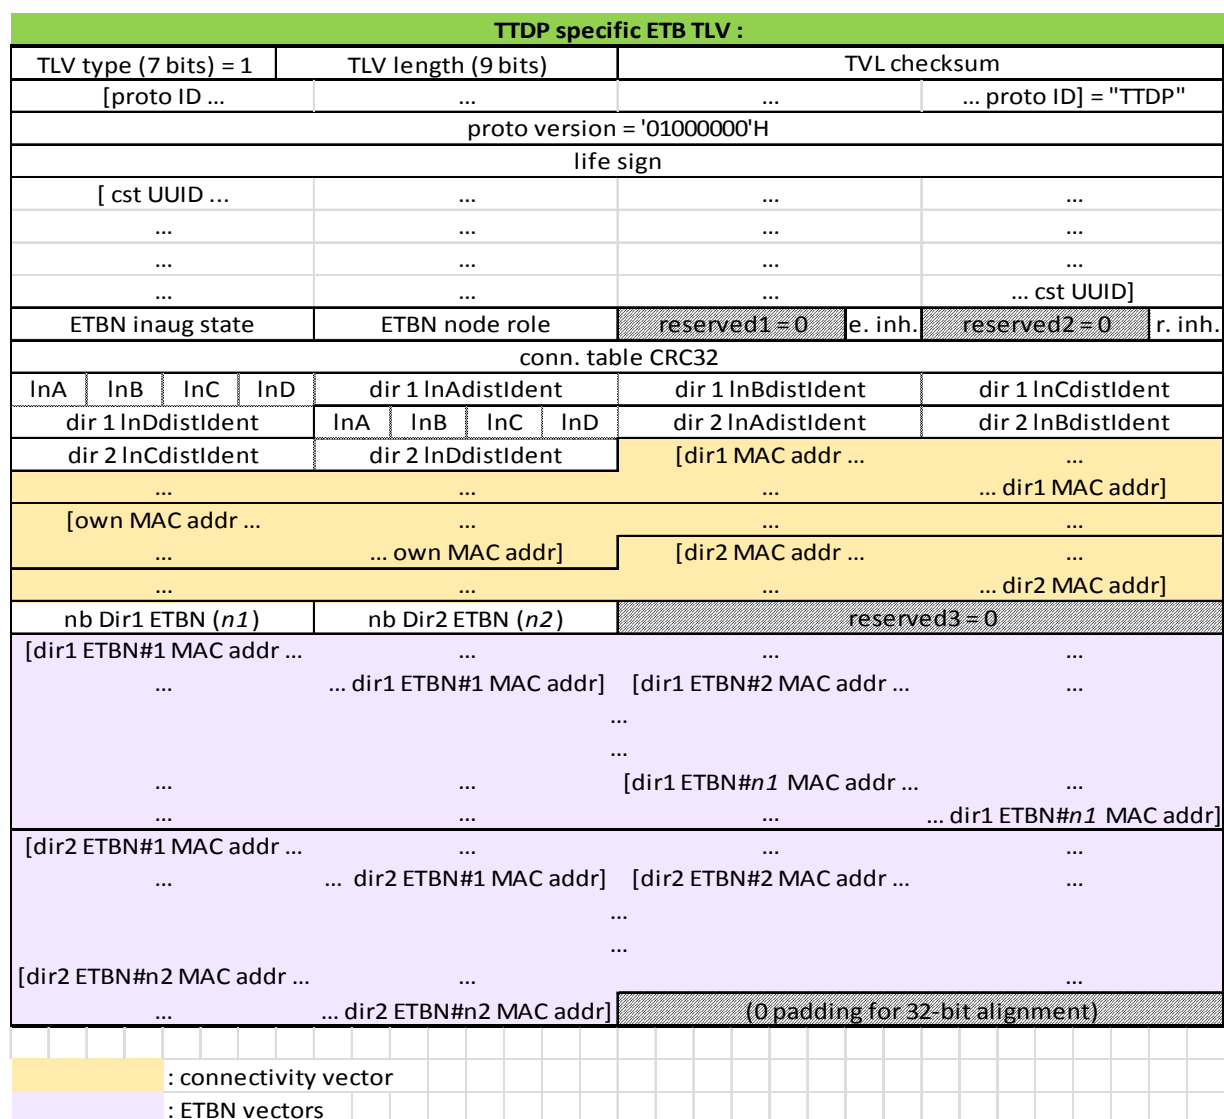 TTDP specific ETB TLV :
TLV type (7 bits) = 1 TLV length (9 bits) TVL checksum
[proto ID ... ... ... ... proto ID] = "TTDP"
proto version = '01000000'H
life sign
[ cst UUID ... ... ... ...
... ... ... ...
... ... ... ...
... ... ... ... cst UUID]
ETBN inaug state ETBN node role reserved1 = 0 e. inh. reserved2 = 0 r. inh.
conn. table CRC32
lnA lnB lnC lnD dir 1 lnAdistIdent dir 1 lnBdistIdent dir 1 lnCdistIdent
dir 1 lnDdistIdent lnA lnB lnC lnD dir 2 lnAdistIdent dir 2 lnBdistIdent
dir 2 lnCdistIdent dir 2 lnDdistIdent [dir1 MAC addr ... ...
... ... ... ... dir1 MAC addr]
[own MAC addr ... ... ... ...
... ... own MAC addr] [dir2 MAC addr ... ...
... ... ... ... dir2 MAC addr]
nb Dir1 ETBN (n1) nb Dir2 ETBN (n2) reserved3 = 0
[dir1 ETBN#1 MAC addr ... ... ... ...
... ... dir1 ETBN#1 MAC addr] [dir1 ETBN#2 MAC addr ... ...
...
...
... ... [dir1 ETBN#n1 MAC addr ... ...
... ... ... ... dir1 ETBN#n1 MAC addr]
[dir2 ETBN#1 MAC addr ... ... ... ...
... ... dir2 ETBN#1 MAC addr] [dir2 ETBN#2 MAC addr ... ...
...
...
[dir2 ETBN#n2 MAC addr ... ... ...
... ... dir2 ETBN#n2 MAC addr] (0 padding for 32-bit alignment)
: connectivity vector
: ETBN vectors